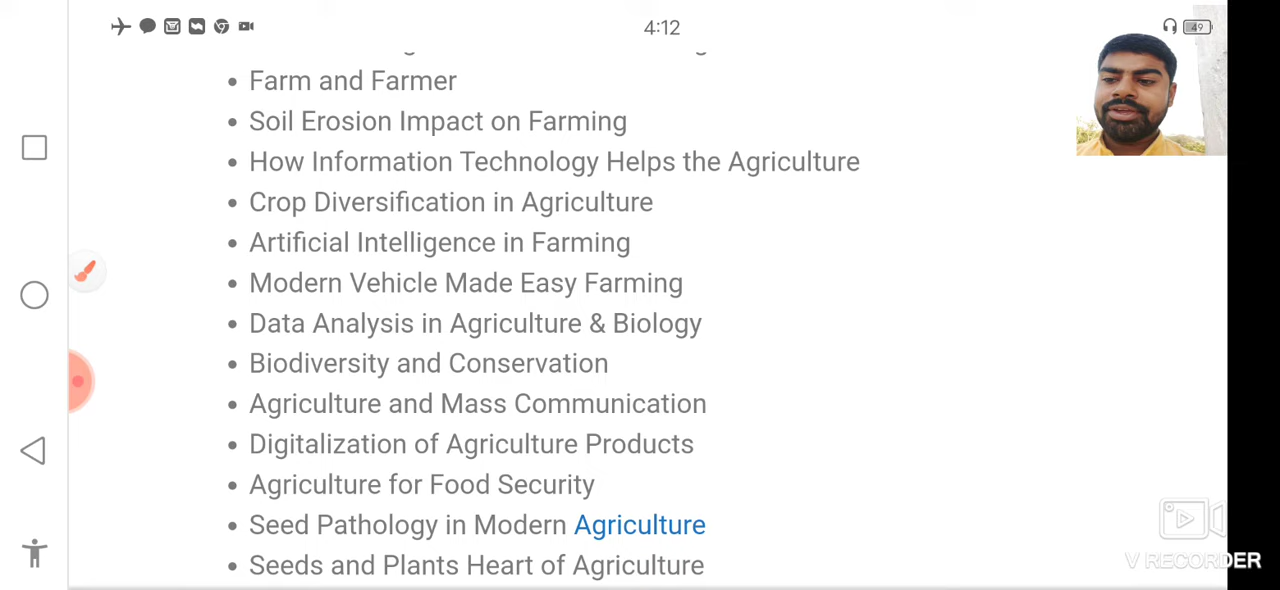 4:12
49
Farm and Farmer
Soil Erosion Impact on Farming
How Information Technology Helps the Agriculture
Crop Diversification in Agriculture
Artificial Intelligence in Farming
Modern Vehicle Made Easy Farming
Data Analysis in Agriculture & Biology
Biodiversity and Conservation
Agriculture and Mass Communication
Digitalization of Agriculture Products
Agriculture for Food Security
Seed Pathology in Modern Agriculture
Seeds and Plants Heart of Agriculture
V RECORDER